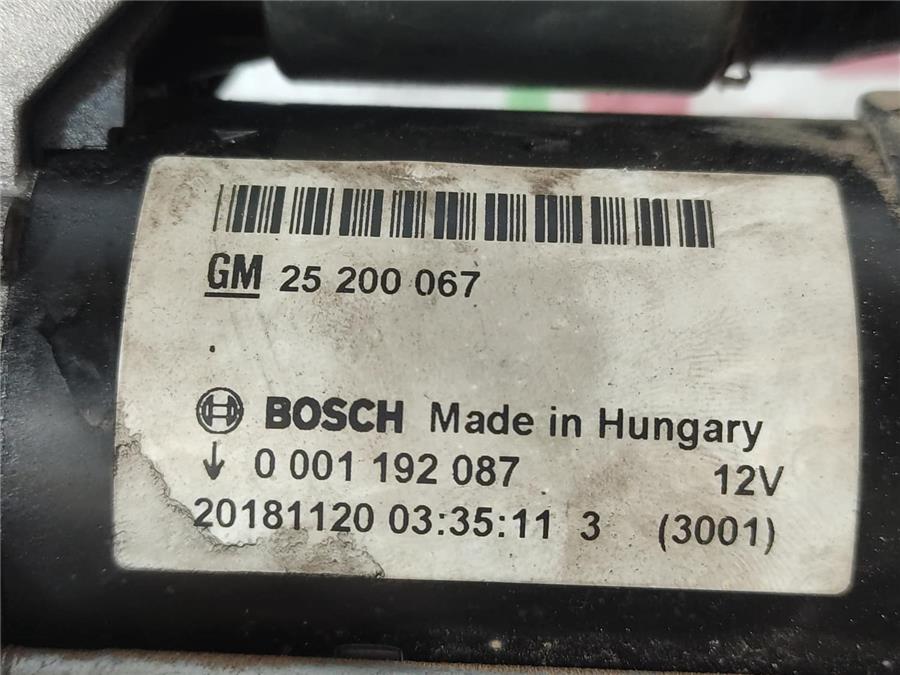 GM 25 200 067
BOSCH Made in Hungary
0 001 192 087 12V
20181120 03:35:11 3 (3001)